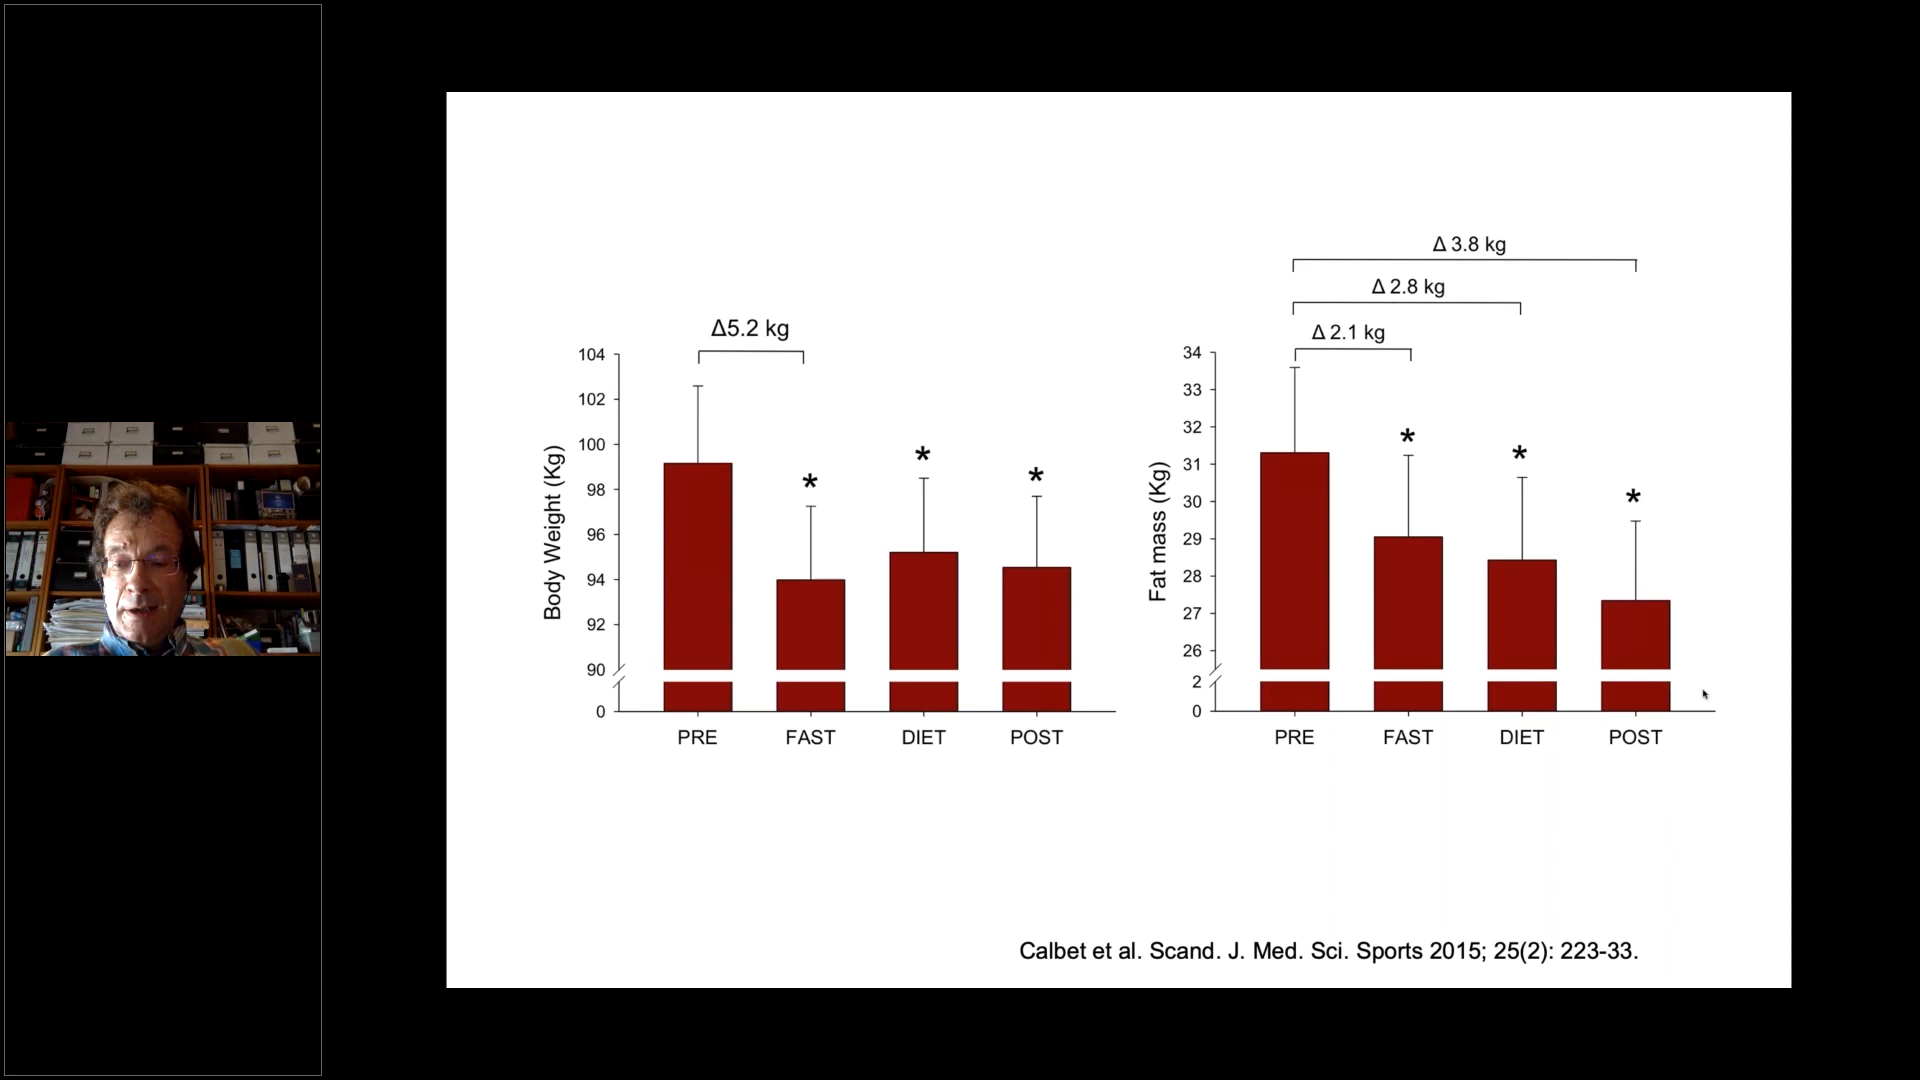 Δ5.2 kg
104
102
100
98
96
94
92
90
0
Body Weight (Kg)
*
*
*
PRE
FAST
DIET
POST
Δ 3.8 kg
Δ 2.8 kg
Δ 2.1 kg
34
33
32
31
30
29
28
27
26
2
0
Fat mass (Kg)
*
*
*
PRE
FAST
DIET
POST
Calbet et al. Scand. J. Med. Sci. Sports 2015; 25(2): 223-33.